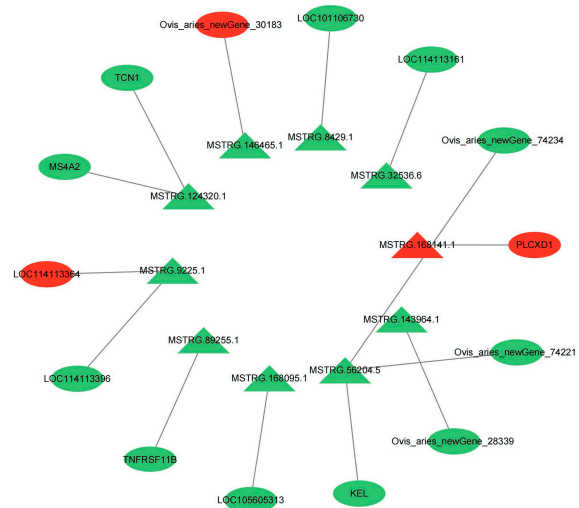 Ovis_aries_newGene_30183
LOC101106730
LOC114113161
TCN1
Ovis_aries_newGene_74234
MSTRG.146465.1
MSTRG.8429.1
MS4A2
MSTRG.32536.6
MSTRG.124320.1
MSTRG.168141.1
PLCXD1
LOC114113364
MSTRG.9225.1
MSTRG.143964.1
MSTRG.89255.1
Ovis_aries_newGene_74221
MSTRG.56204.5
LOC114113396
MSTRG.168095.1
Ovis_aries_newGene_28339
TNFRSF11B
LOC105605313
KEL